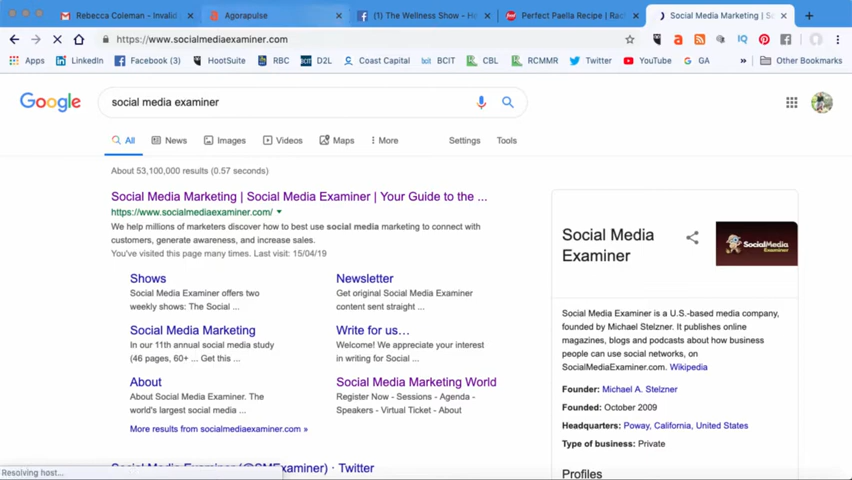 Rebecca Coleman - Invalid
Agorapulse
(1) The Wellness Show - H
Perfect Paella Recipe | Rac
Social Media Marketing | So
https://www.socialmediaexaminer.com
LinkedIn
Facebook (3)
HootSuite
RBC
D2L
Coast Capital
BCIT
CBL
RCMMR
Twitter
YouTube
GA
Other Bookmarks
Google
social media examiner
All
News
Images
Videos
Maps
More
Settings
Tools
About 53,100,000 results (0.57 seconds)
Social Media Marketing | Social Media Examiner | Your Guide to the ...
https://www.socialmediaexaminer.com/
We help millions of marketers discover how to best use social media marketing to connect with
customers, generate awareness, and increase sales.
You've visited this page many times. Last visit: 15/04/19
Shows
Social Media Examiner offers two
weekly shows: The Social ...
Newsletter
Get original Social Media Examiner
content sent straight ...
Social Media Marketing
In our 11th annual social media study
(46 pages, 60+ ... Get this ...
Write for us…
Welcome! We appreciate your interest
in writing for Social ...
About
About Social Media Examiner. The
world's largest social media ...
Social Media Marketing World
Register Now - Sessions - Agenda -
Speakers - Virtual Ticket - About
More results from socialmediaexaminer.com »
Social Media Examiner (@SMExaminer) · Twitter
Social Media
Examiner
SocialMedia
Examiner
Social Media Examiner is a U.S.-based media company,
founded by Michael Stelzner. It publishes online
magazines, blogs and podcasts about how business
people can use social networks, on
SocialMediaExaminer.com. Wikipedia
Founder: Michael A. Stelzner
Founded: October 2009
Headquarters: Poway, California, United States
Type of business: Private
Profiles
Resolving host...